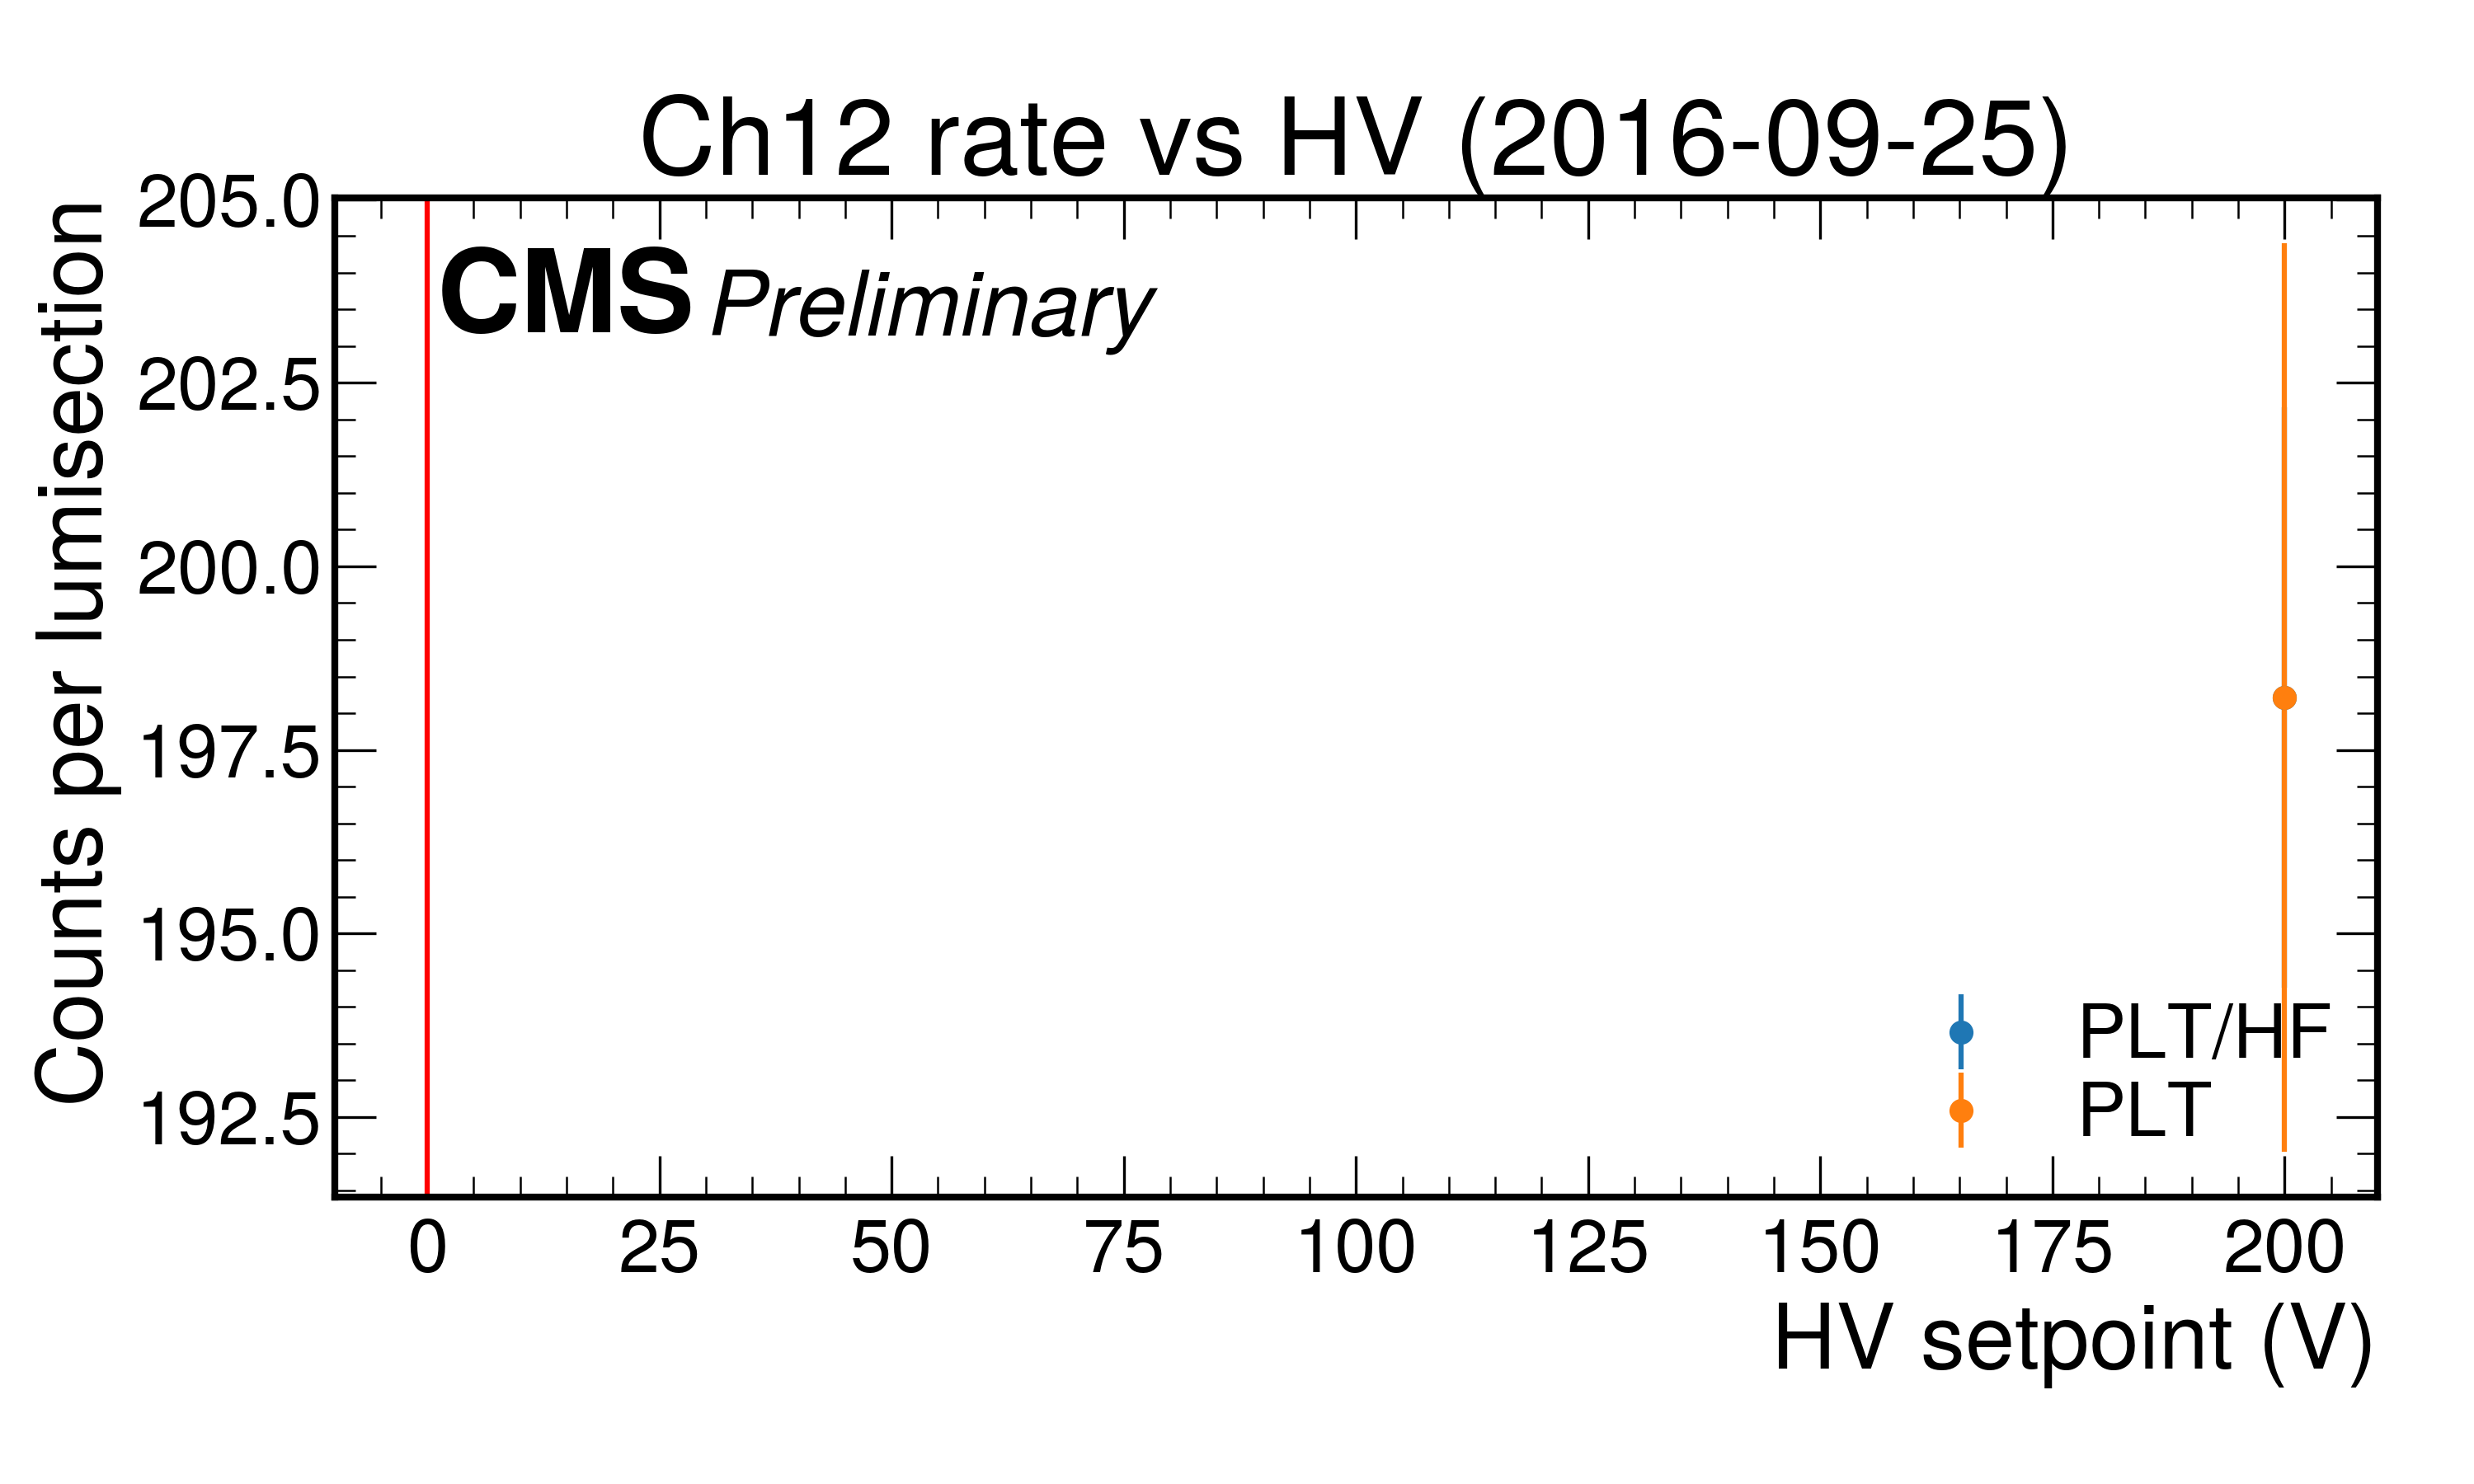 Ch12 rate vs HV (2016-09-25)
CMS Preliminary
Counts per lumisection
205.0
202.5
200.0
197.5
195.0
192.5
PLT/HF
PLT
0 25 50 75 100 125 150 175 200
HV setpoint (V)